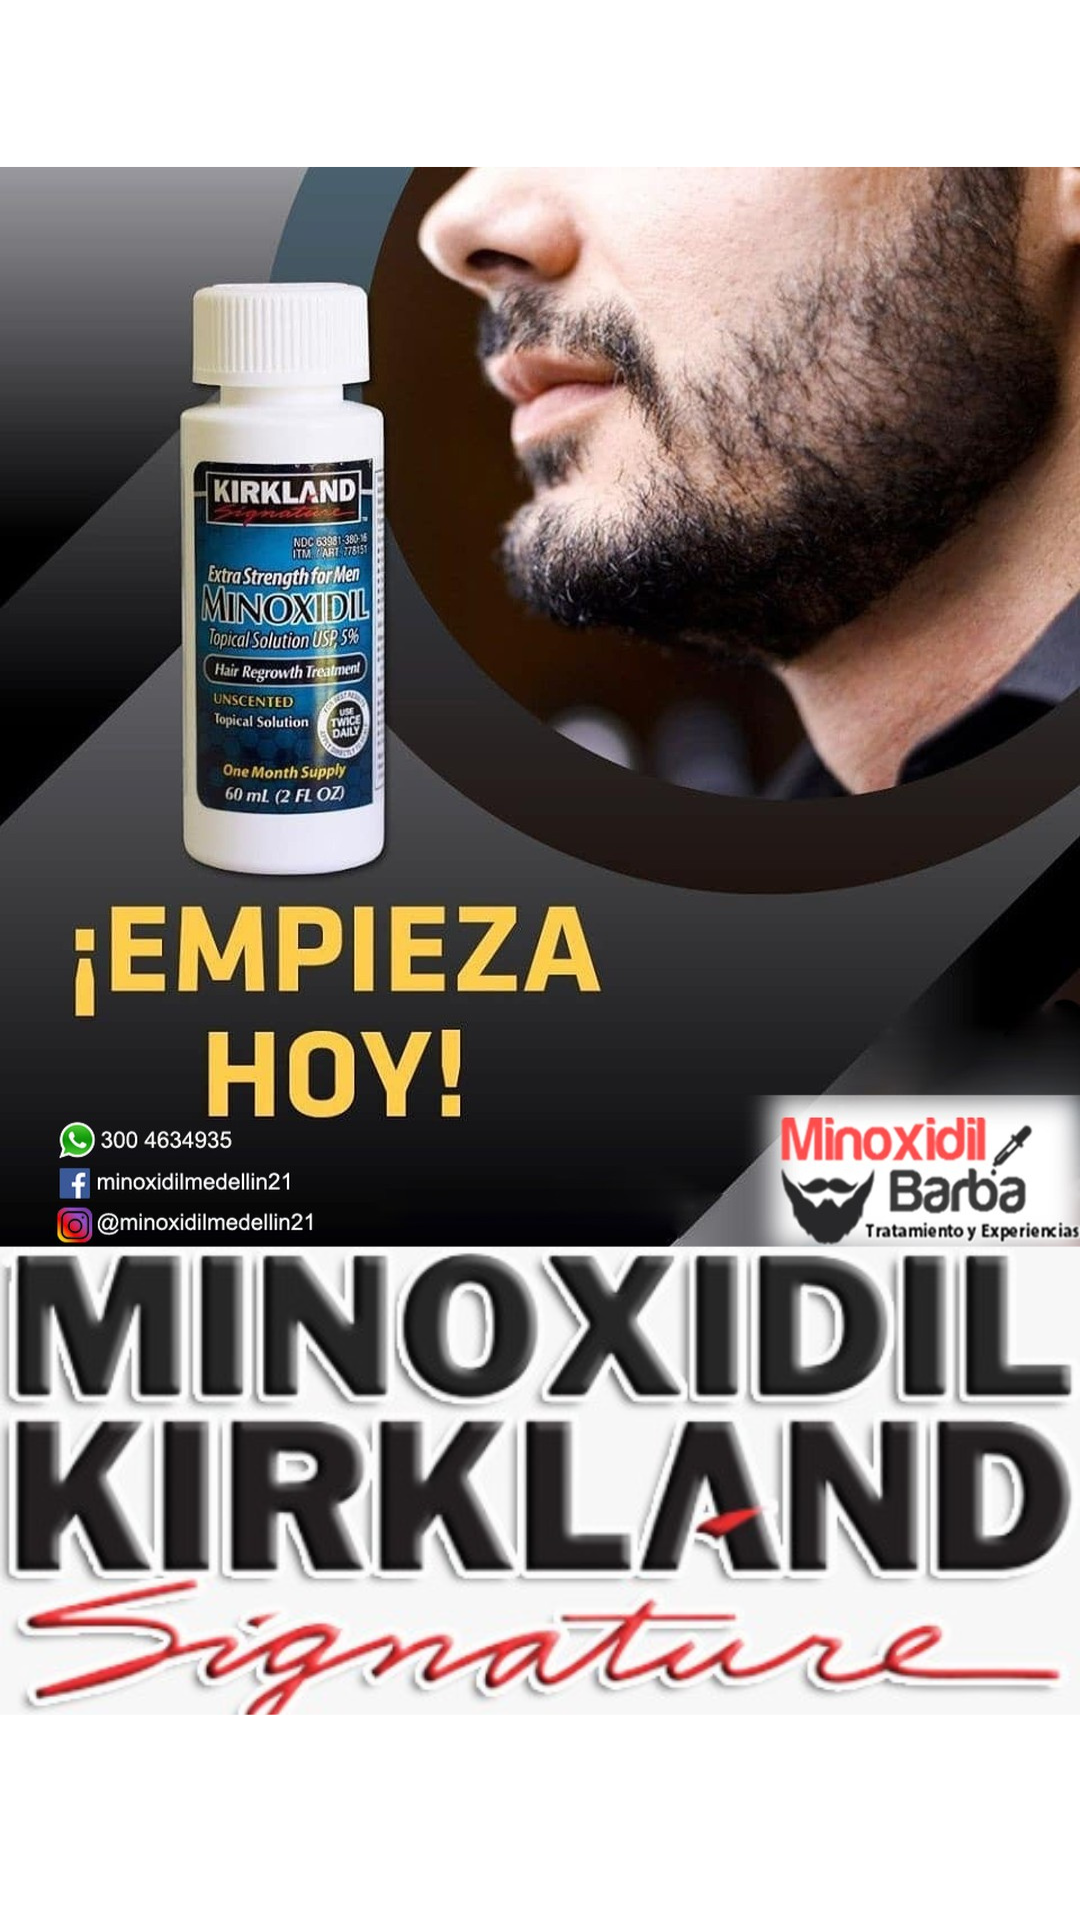 KIRKLAND
Signature
NDC 63981-380-16
ITM. / ART. 778151
Extra Strength for Men
MINOXIDIL
Topical Solution USP, 5%
Hair Regrowth Treatment
UNSCENTED
Topical Solution
USE
TWICE
DAILY
One Month Supply
60 mL (2 FL OZ)
¡EMPIEZA
HOY!
300 4634935
minoxidilmedellin21
@minoxidilmedellin21
Minoxidil
Barba
Tratamiento y Experiencias
MINOXIDIL
KIRKLAND
Signature